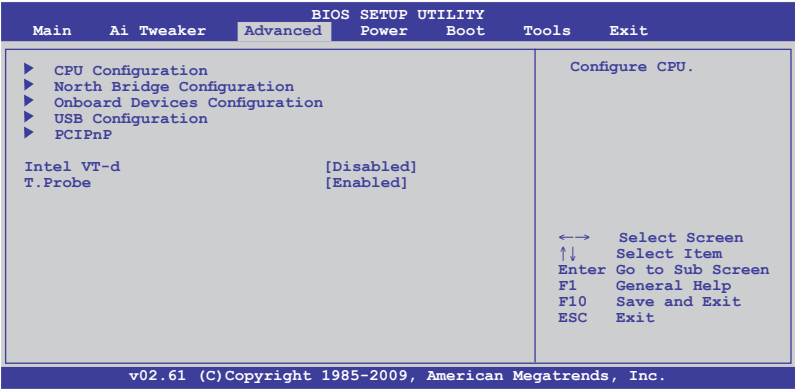 BIOS SETUP UTILITY
Main Ai Tweaker Advanced Power Boot Tools Exit
CPU Configuration
North Bridge Configuration
Onboard Devices Configuration
USB Configuration
PCIPnP
Intel VT-d [Disabled]
T.Probe [Enabled]
Configure CPU.
←→ Select Screen
↑↓ Select Item
Enter Go to Sub Screen
F1 General Help
F10 Save and Exit
ESC Exit
v02.61 (C)Copyright 1985-2009, American Megatrends, Inc.